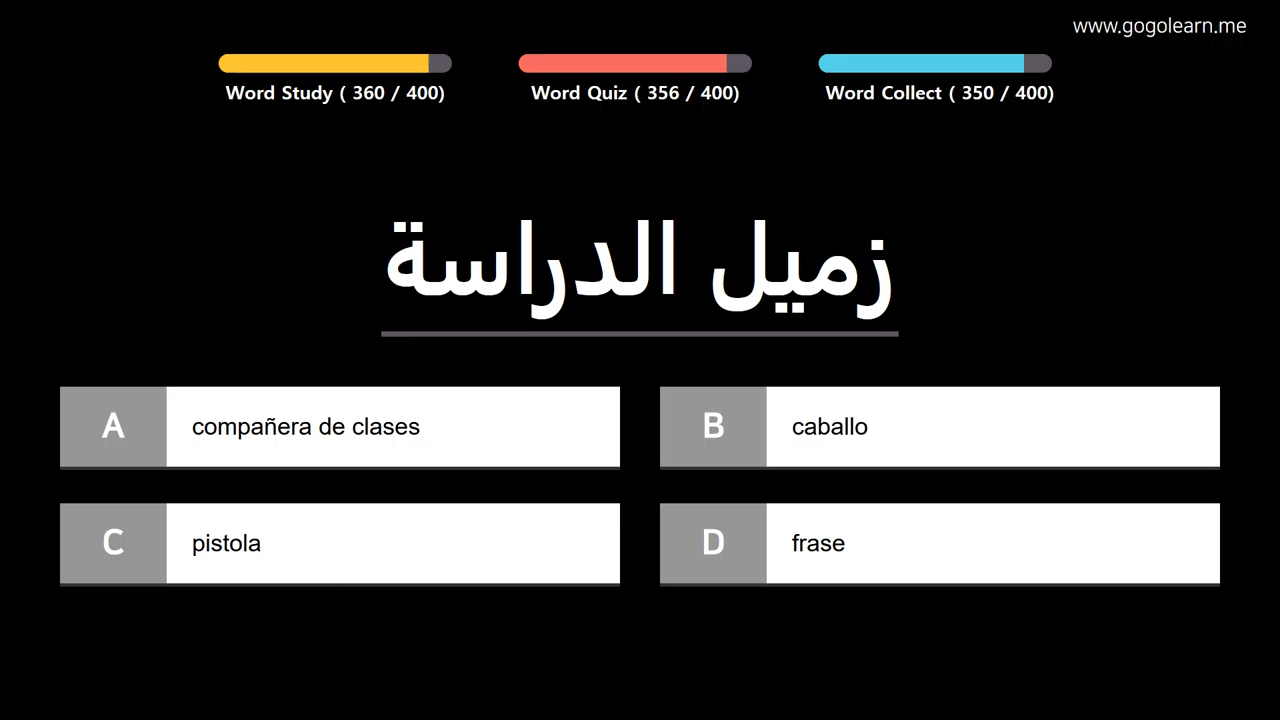 www.gogolearn.me
Word Study ( 360 / 400)
Word Quiz ( 356 / 400)
Word Collect ( 350 / 400)
زميل الدراسة
A compañera de clases
B caballo
C pistola
D frase